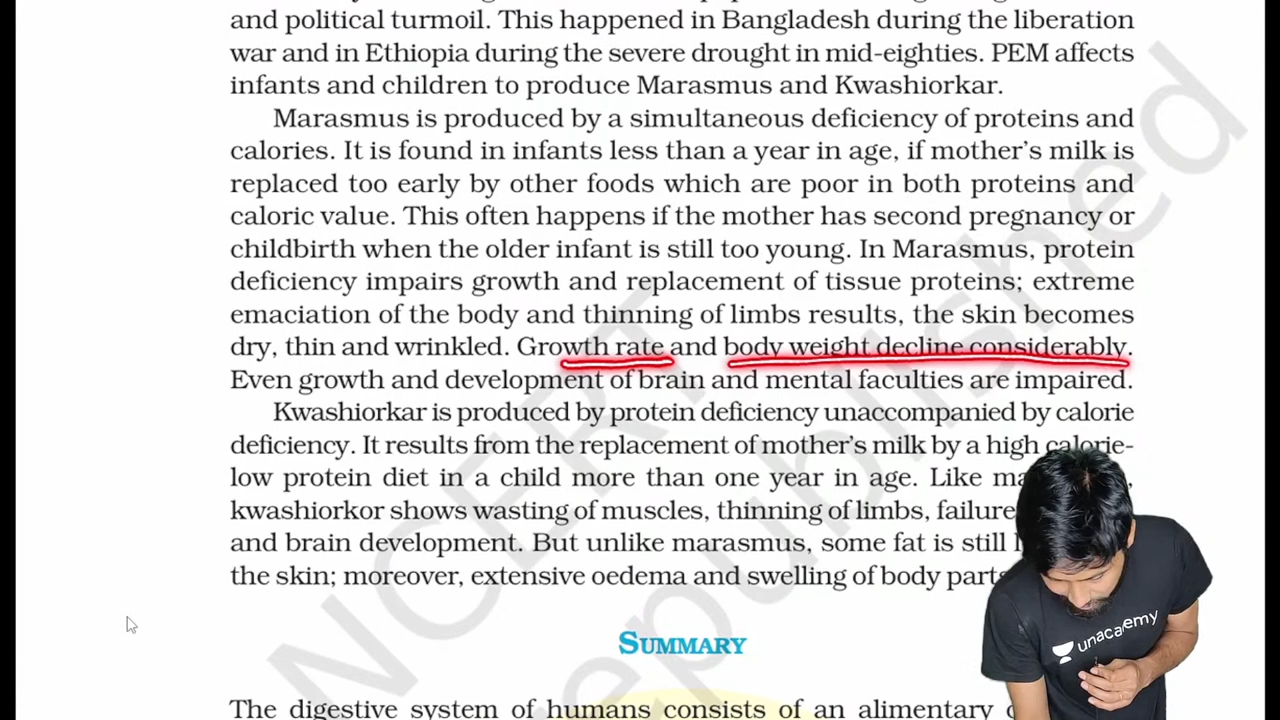 and political turmoil. This happened in Bangladesh during the liberation
war and in Ethiopia during the severe drought in mid-eighties. PEM affects
infants and children to produce Marasmus and Kwashiorkar.
Marasmus is produced by a simultaneous deficiency of proteins and
calories. It is found in infants less than a year in age, if mother's milk is
replaced too early by other foods which are poor in both proteins and
caloric value. This often happens if the mother has second pregnancy or
childbirth when the older infant is still too young. In Marasmus, protein
deficiency impairs growth and replacement of tissue proteins; extreme
emaciation of the body and thinning of limbs results, the skin becomes
dry, thin and wrinkled. Growth rate and body weight decline considerably.
Even growth and development of brain and mental faculties are impaired.
Kwashiorkar is produced by protein deficiency unaccompanied by calorie
deficiency. It results from the replacement of mother's milk by a high calorie-
low protein diet in a child more than one year in age. Like
kwashiorkor shows wasting of muscles, thinning of limbs, failure
and brain development. But unlike marasmus, some fat is still
the skin; moreover, extensive oedema and swelling of body parts
SUMMARY
The digestive system of humans consists of an alimentary
unacademy
NCERT
republished